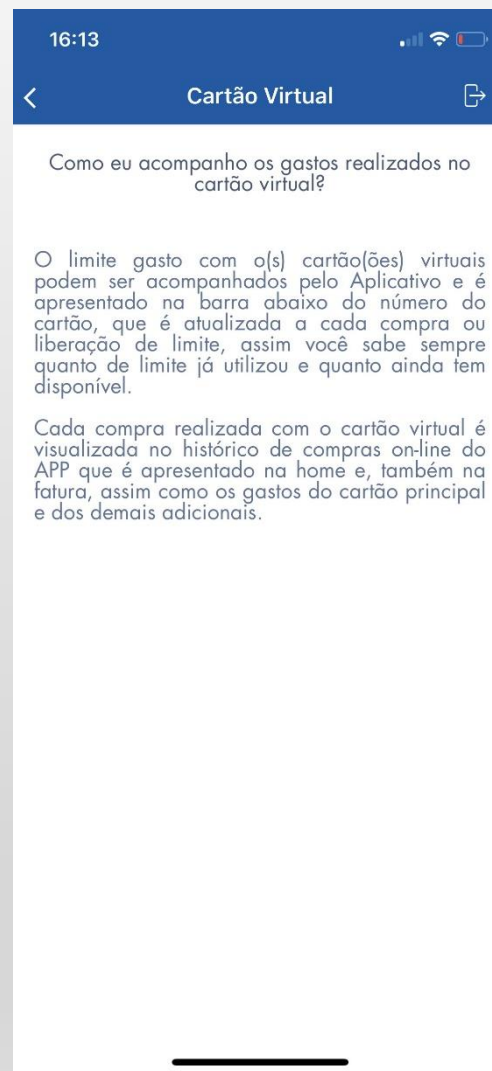 16:13
Cartão Virtual
Como eu acompanho os gastos realizados no
cartão virtual?
O limite gasto com o(s) cartão(ões) virtuais
podem ser acompanhados pelo Aplicativo e é
apresentado na barra abaixo do número do
cartão, que é atualizada a cada compra ou
liberação de limite, assim você sabe sempre
quanto de limite já utilizou e quanto ainda tem
disponível.
Cada compra realizada com o cartão virtual é
visualizada no histórico de compras on-line do
APP que é apresentado na home e, também na
fatura, assim como os gastos do cartão principal
e dos demais adicionais.